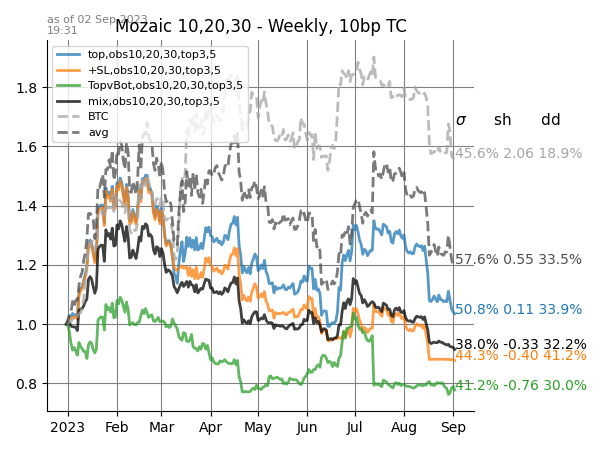 as of 02 Sep 2023
19:31
Mozaic 10,20,30 - Weekly, 10bp TC
top,obs10,20,30,top3,5
+SL,obs10,20,30,top3,5
TopvBot,obs10,20,30,top3,5
mix,obs10,20,30,top3,5
BTC
avg
σ sh dd
45.6% 2.06 18.9%
57.6% 0.55 33.5%
50.8% 0.11 33.9%
38.0% -0.33 32.2%
44.3% -0.40 41.2%
41.2% -0.76 30.0%
1.8
1.6
1.4
1.2
1.0
0.8
2023 Feb Mar Apr May Jun Jul Aug Sep